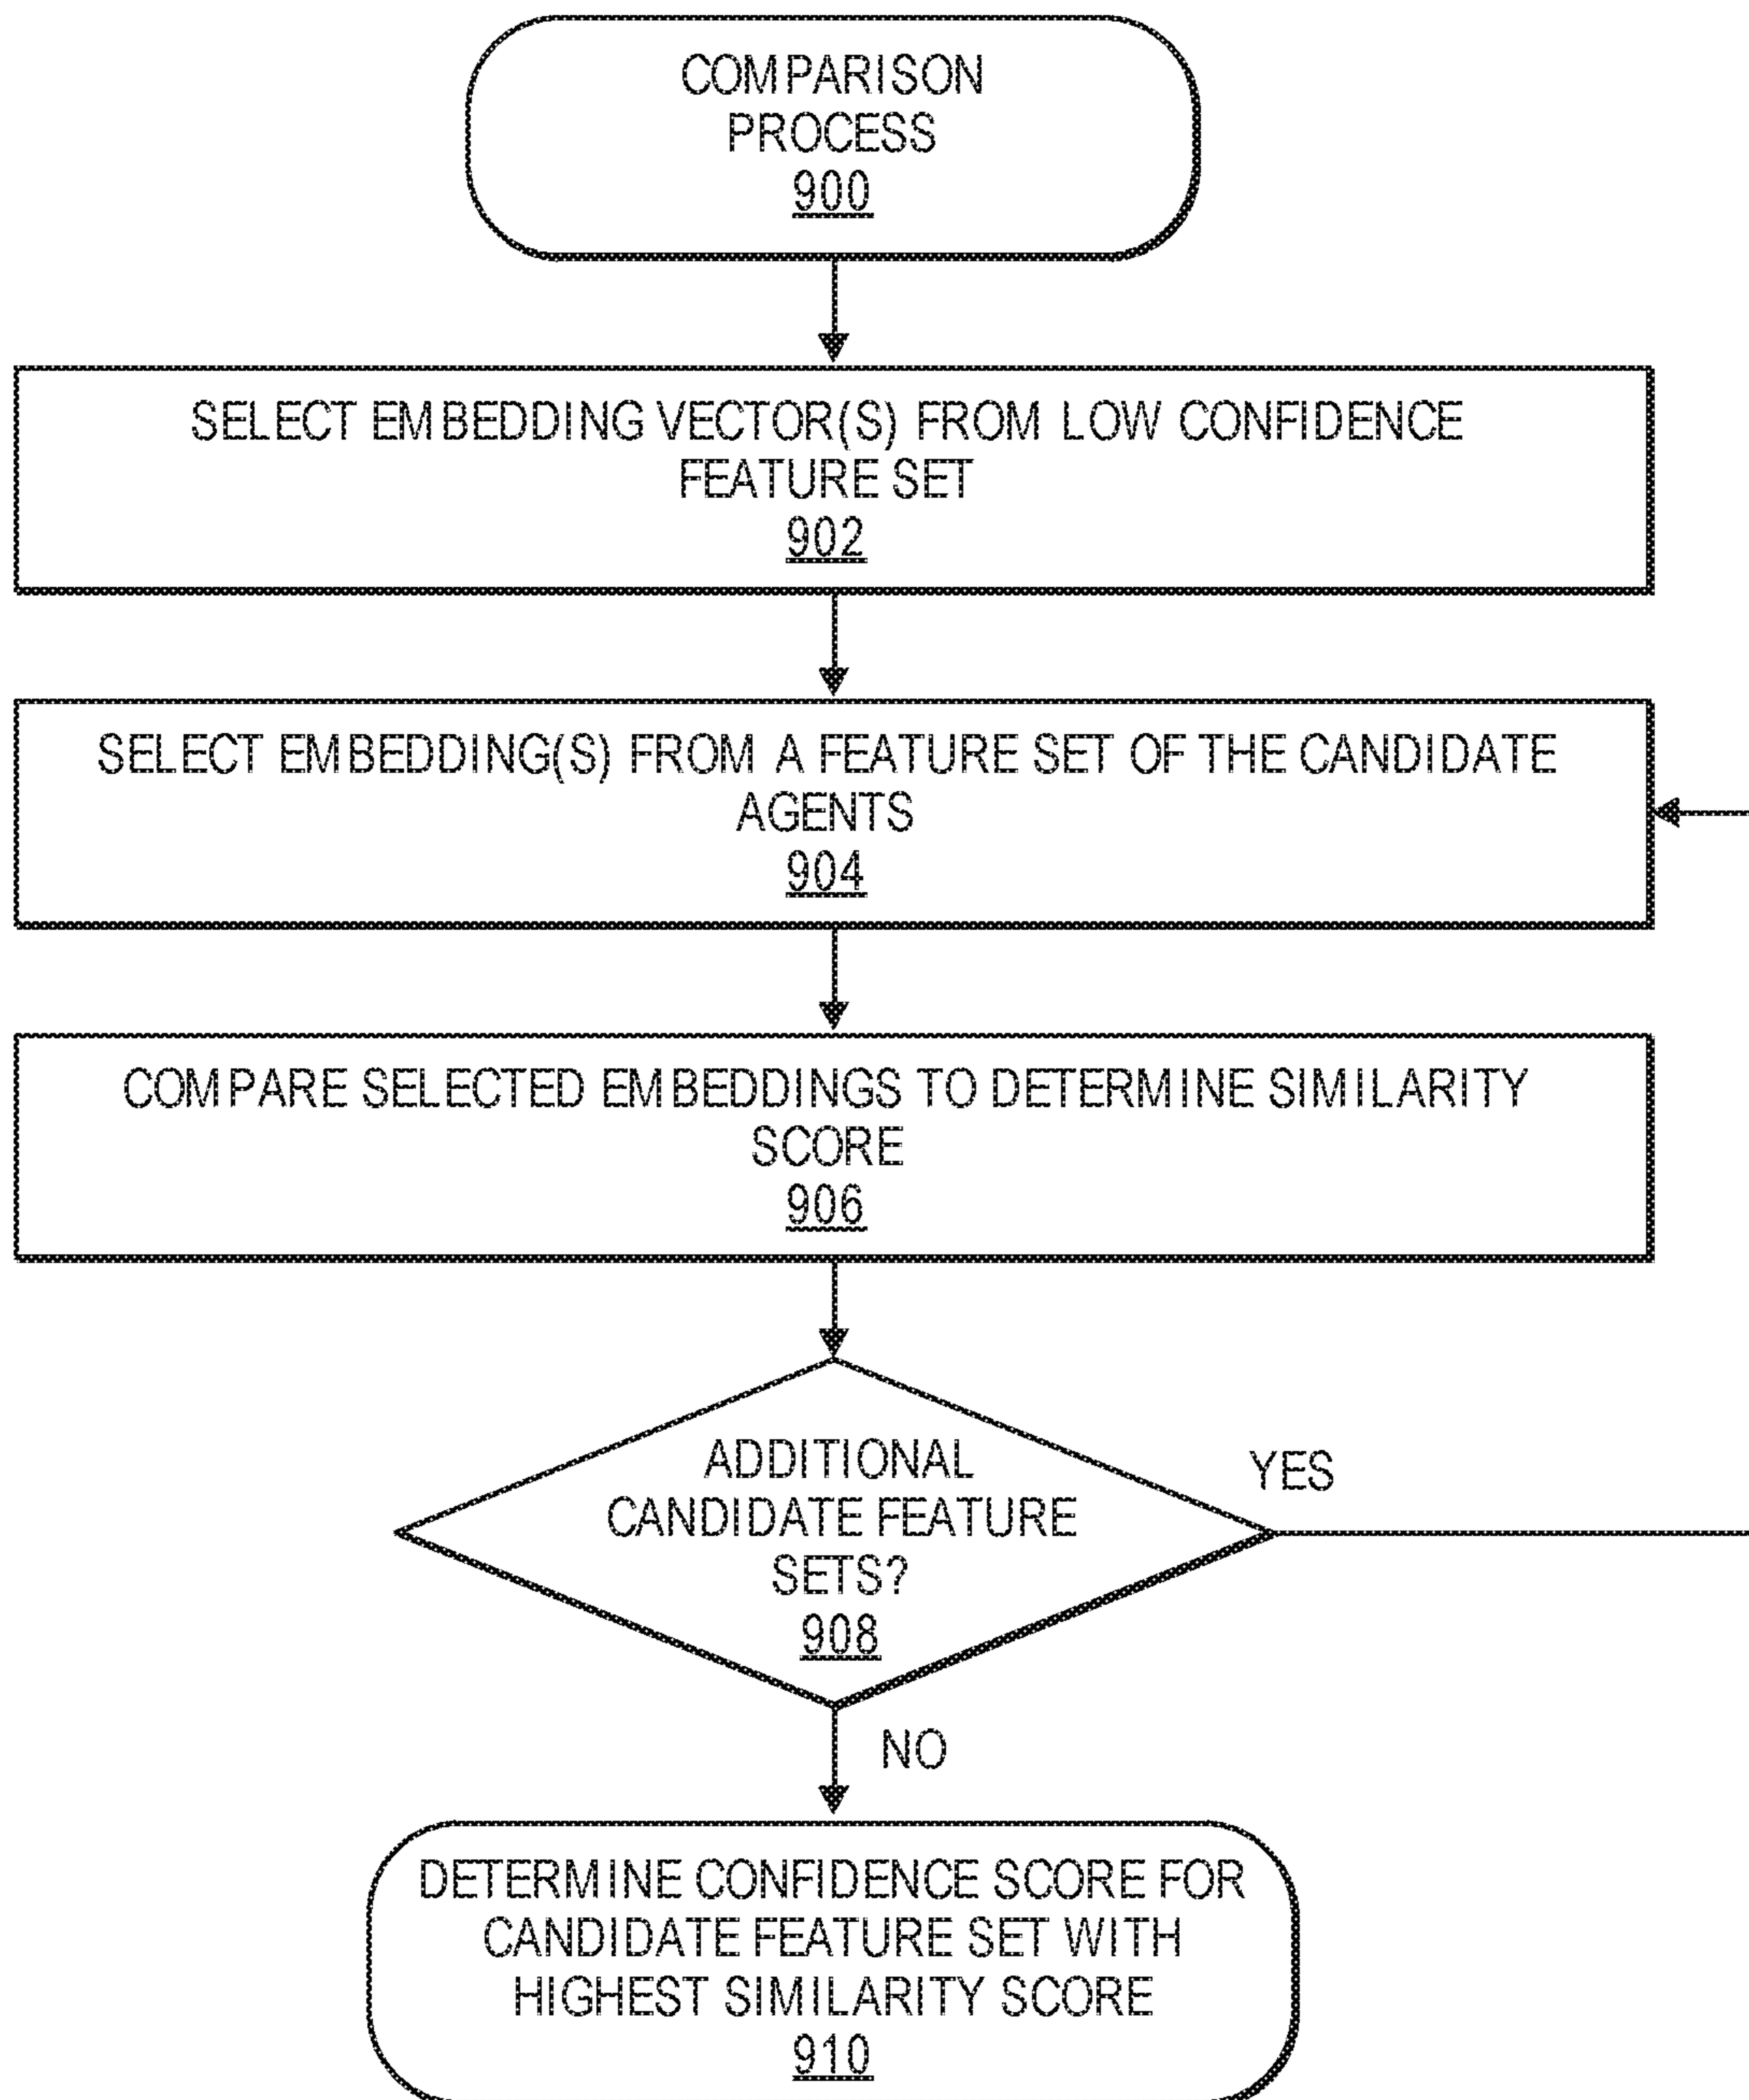 COMPARISON
PROCESS
900
SELECT EMBEDDING VECTOR(S) FROM LOW CONFIDENCE
FEATURE SET
902
SELECT EMBEDDING(S) FROM A FEATURE SET OF THE CANDIDATE
AGENTS
904
COMPARE SELECTED EMBEDDINGS TO DETERMINE SIMILARITY
SCORE
906
ADDITIONAL
CANDIDATE FEATURE
SETS?
908
YES
NO
DETERMINE CONFIDENCE SCORE FOR
CANDIDATE FEATURE SET WITH
HIGHEST SIMILARITY SCORE
910